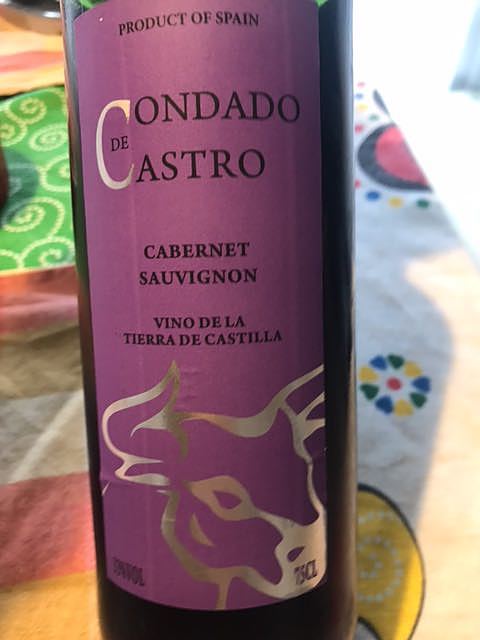 PRODUCT OF SPAIN
CONDADO
DE
CASTRO
CABERNET
SAUVIGNON
VINO DE LA
TIERRA DE CASTILLA
75CL